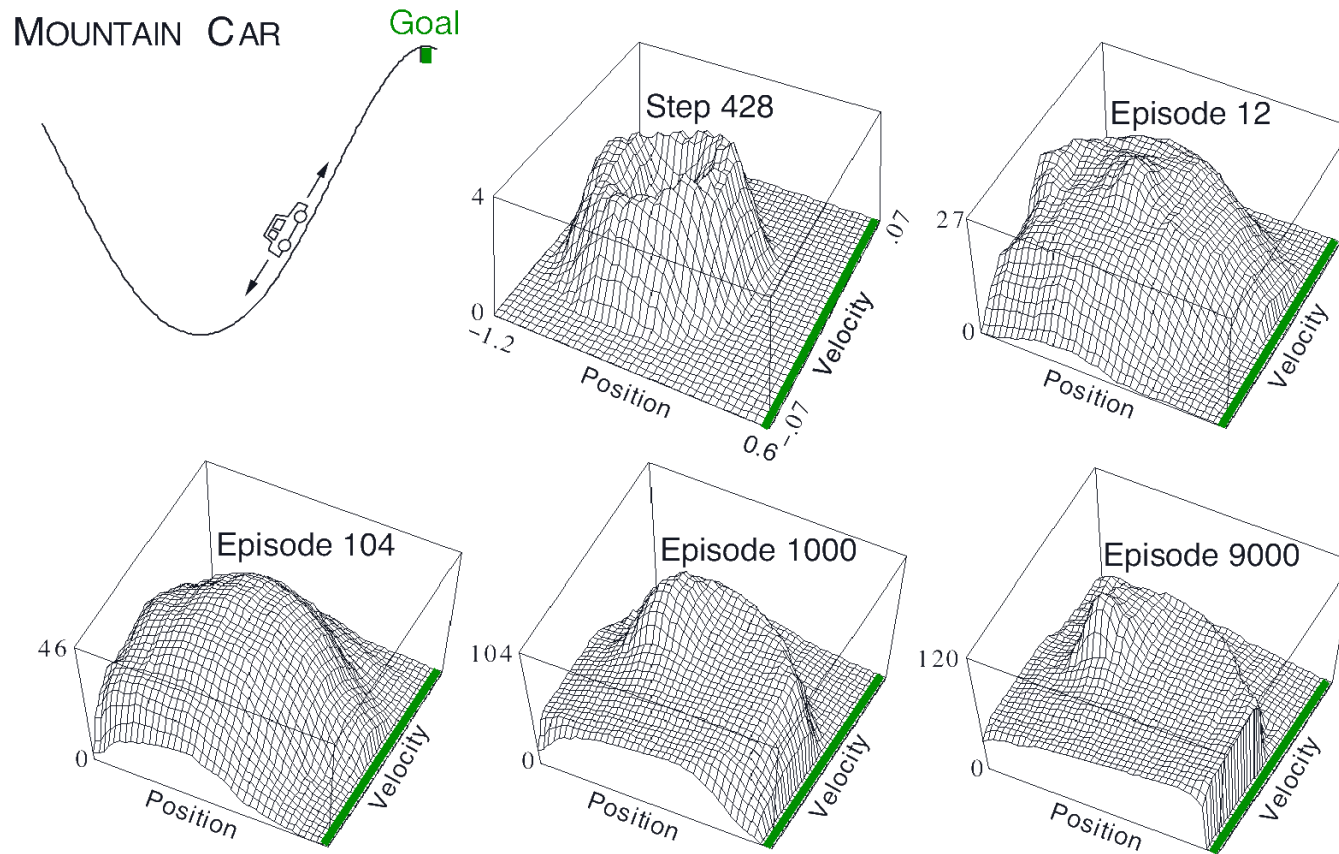 MOUNTAIN CAR
Goal
Step 428
4
0
−1.2
Position
0.6
−.07
Velocity
.07
Episode 12
27
0
Position
Velocity
Episode 104
46
0
Position
Velocity
Episode 1000
104
0
Position
Velocity
Episode 9000
120
0
Position
Velocity